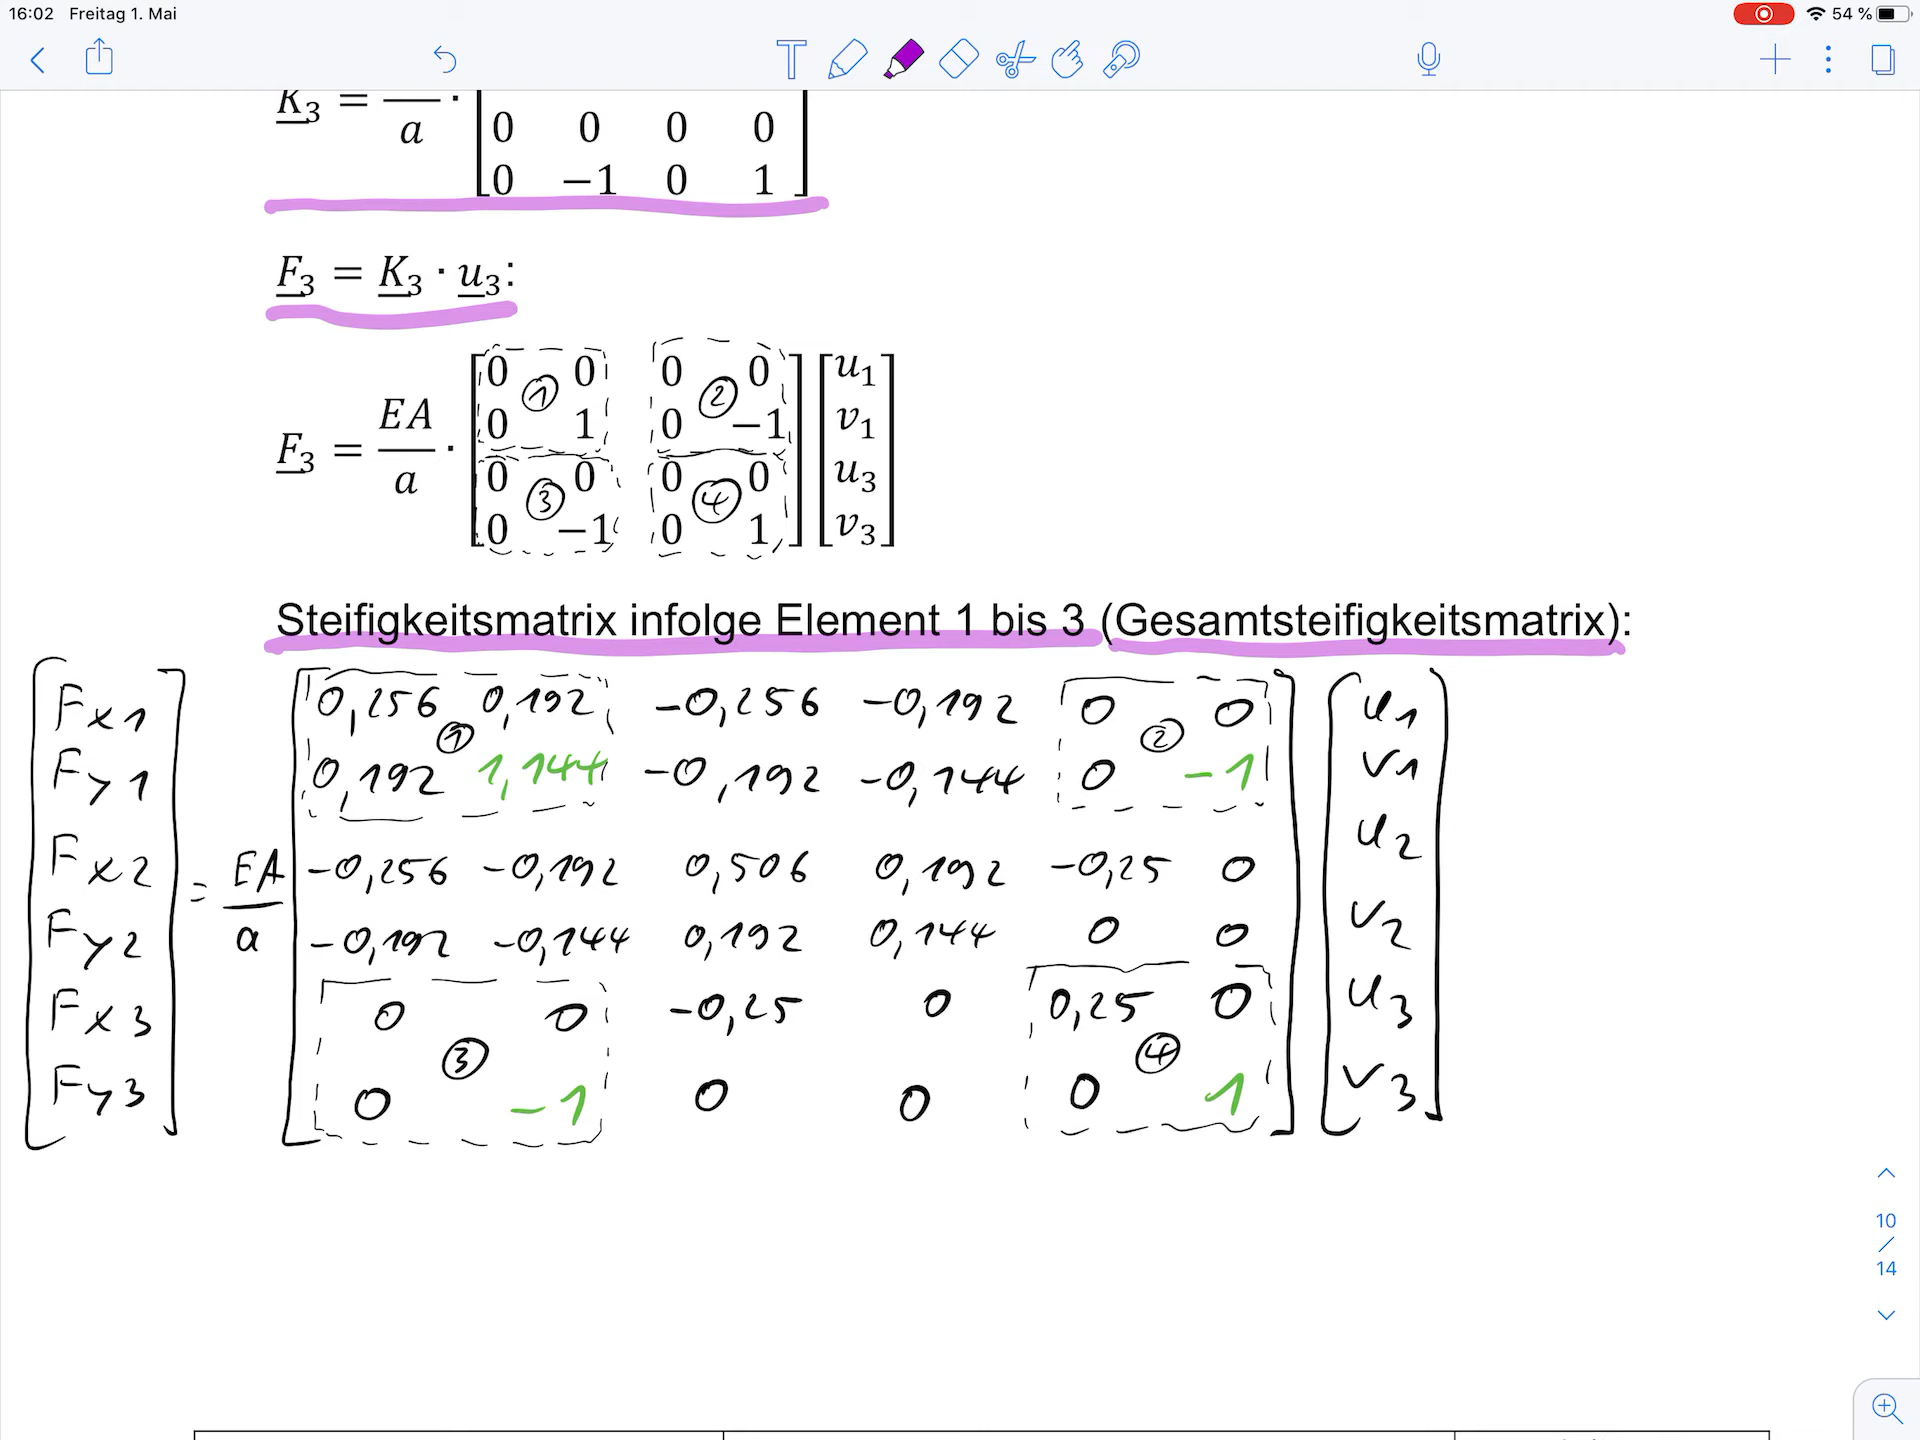 16:02 Freitag 1. Mai 54 %
T
K₃ = — ·
a
0 0 0 0
0 −1 0 1
F₃ = K₃ · u₃:
F₃ = EA/a ·
0 0 0 0 u₁
① ②
0 1 0 −1 v₁
0 0 0 0 u₃
③ ④
0 −1 0 1 v₃
Steifigkeitsmatrix infolge Element 1 bis 3 (Gesamtsteifigkeitsmatrix):
Fx1 0,256 0,192 -0,256 -0,192 0 0 u1
① ②
Fy1 0,192 1,144 -0,192 -0,144 0 -1 v1
Fx2 = EA/a -0,256 -0,192 0,506 0,192 -0,25 0 u2
Fy2 -0,192 -0,144 0,192 0,144 0 0 v2
Fx3 0 0 -0,25 0 0,25 0 u3
③ ④
Fy3 0 -1 0 0 0 1 v3
10
/
14